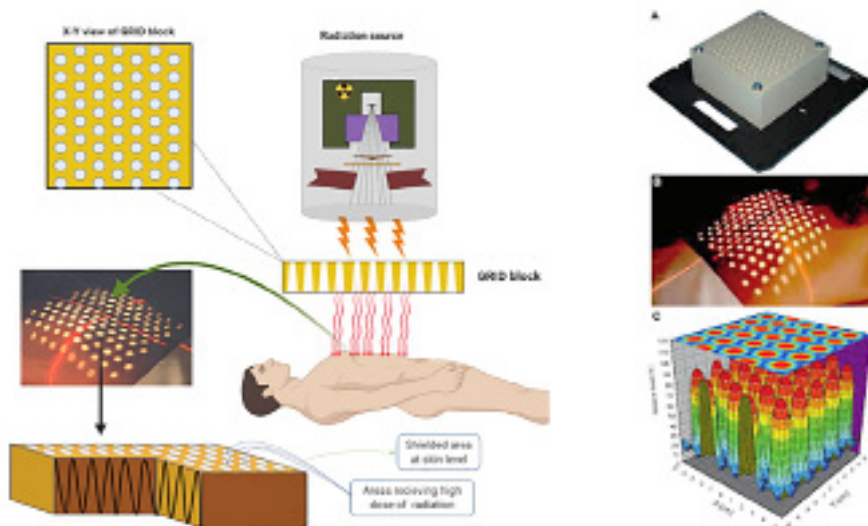 X-Y view of GRID block
Radiation source
GRID block
Shielded area
at skin level
Areas recieving high
dose of radiation
A
B
C